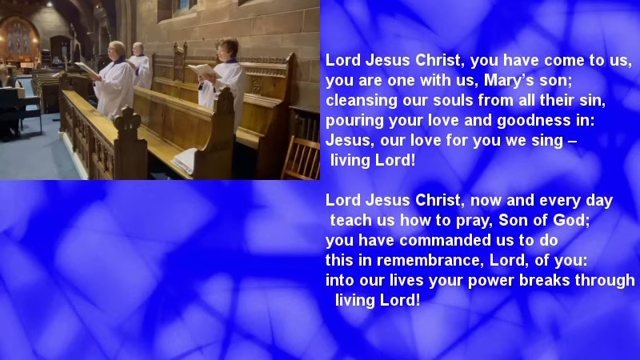 Lord Jesus Christ, you have come to us,
you are one with us, Mary's son;
cleansing our souls from all their sin,
pouring your love and goodness in:
Jesus, our love for you we sing –
living Lord!
Lord Jesus Christ, now and every day
teach us how to pray, Son of God;
you have commanded us to do
this in remembrance, Lord, of you:
into our lives your power breaks through
living Lord!